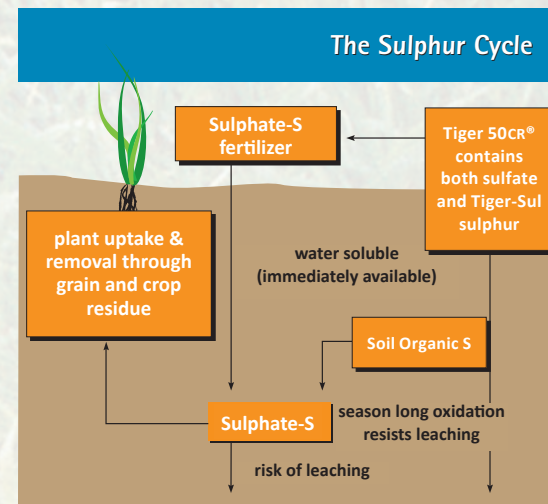 The Sulphur Cycle
Sulphate-S
fertilizer
Tiger 50CR®
contains
both sulfate
and Tiger-Sul
sulphur
plant uptake &
removal through
grain and crop
residue
water soluble
(immediately available)
Soil Organic S
Sulphate-S
season long oxidation
resists leaching
risk of leaching